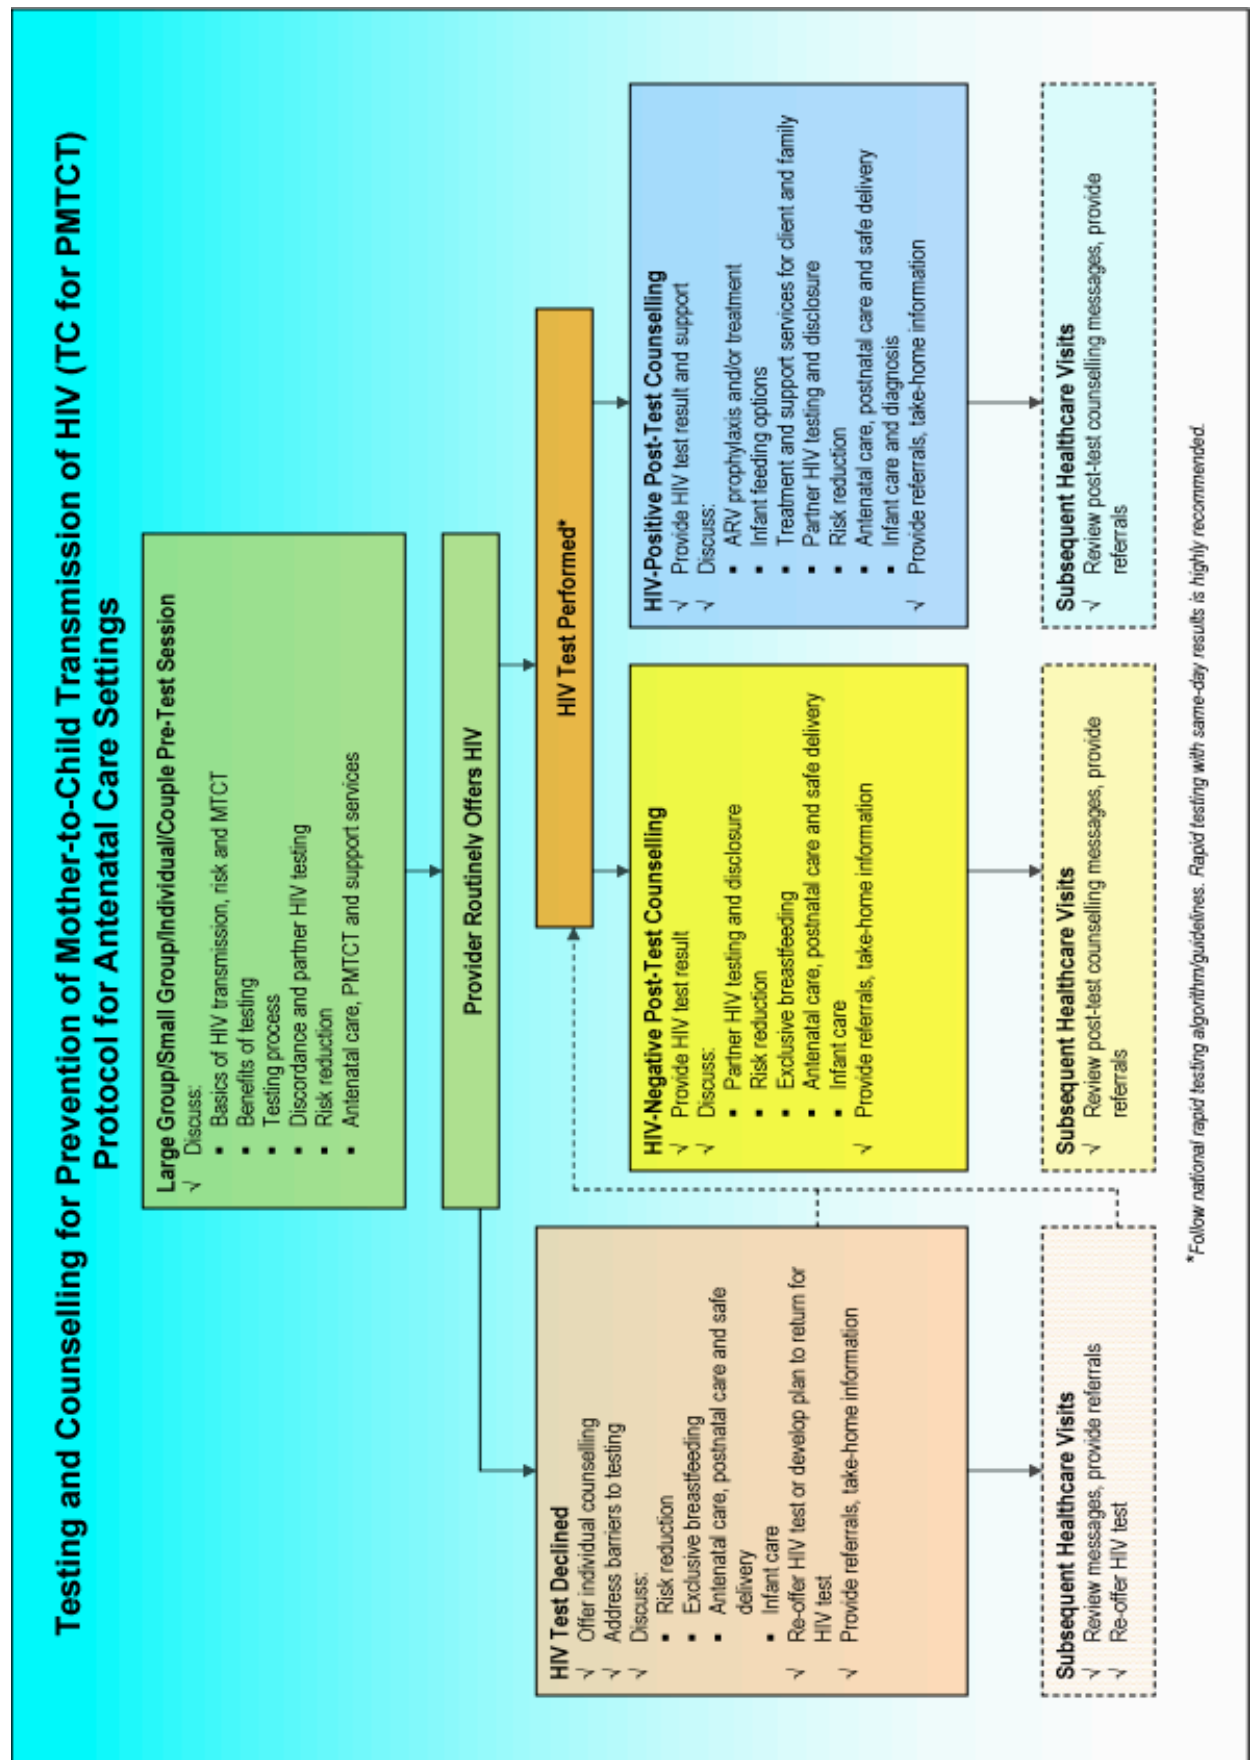 Testing and Counselling for Prevention of Mother-to-Child Transmission of HIV (TC for PMTCT)
Protocol for Antenatal Care Settings
Large Group/Small Group/Individual/Couple Pre-Test Session
√ Discuss:
▪ Basics of HIV transmission, risk and MTCT
▪ Benefits of testing
▪ Testing process
▪ Discordance and partner HIV testing
▪ Risk reduction
▪ Antenatal care, PMTCT and support services
Provider Routinely Offers HIV
HIV Test Declined
√ Offer individual counselling
√ Address barriers to testing
√ Discuss:
▪ Risk reduction
▪ Exclusive breastfeeding
▪ Antenatal care, postnatal care and safe
delivery
▪ Infant care
√ Re-offer HIV test or develop plan to return for
HIV test
√ Provide referrals, take-home information
HIV Test Performed*
HIV-Negative Post-Test Counselling
√ Provide HIV test result
√ Discuss:
▪ Partner HIV testing and disclosure
▪ Risk reduction
▪ Exclusive breastfeeding
▪ Antenatal care, postnatal care and safe delivery
▪ Infant care
√ Provide referrals, take-home information
HIV-Positive Post-Test Counselling
√ Provide HIV test result and support
√ Discuss:
▪ ARV prophylaxis and/or treatment
▪ Infant feeding options
▪ Treatment and support services for client and family
▪ Partner HIV testing and disclosure
▪ Risk reduction
▪ Antenatal care, postnatal care and safe delivery
▪ Infant care and diagnosis
√ Provide referrals, take-home information
Subsequent Healthcare Visits
√ Review messages, provide referrals
√ Re-offer HIV test
Subsequent Healthcare Visits
√ Review post-test counselling messages, provide
referrals
Subsequent Healthcare Visits
√ Review post-test counselling messages, provide
referrals
*Follow national rapid testing algorithm/guidelines. Rapid testing with same-day results is highly recommended.